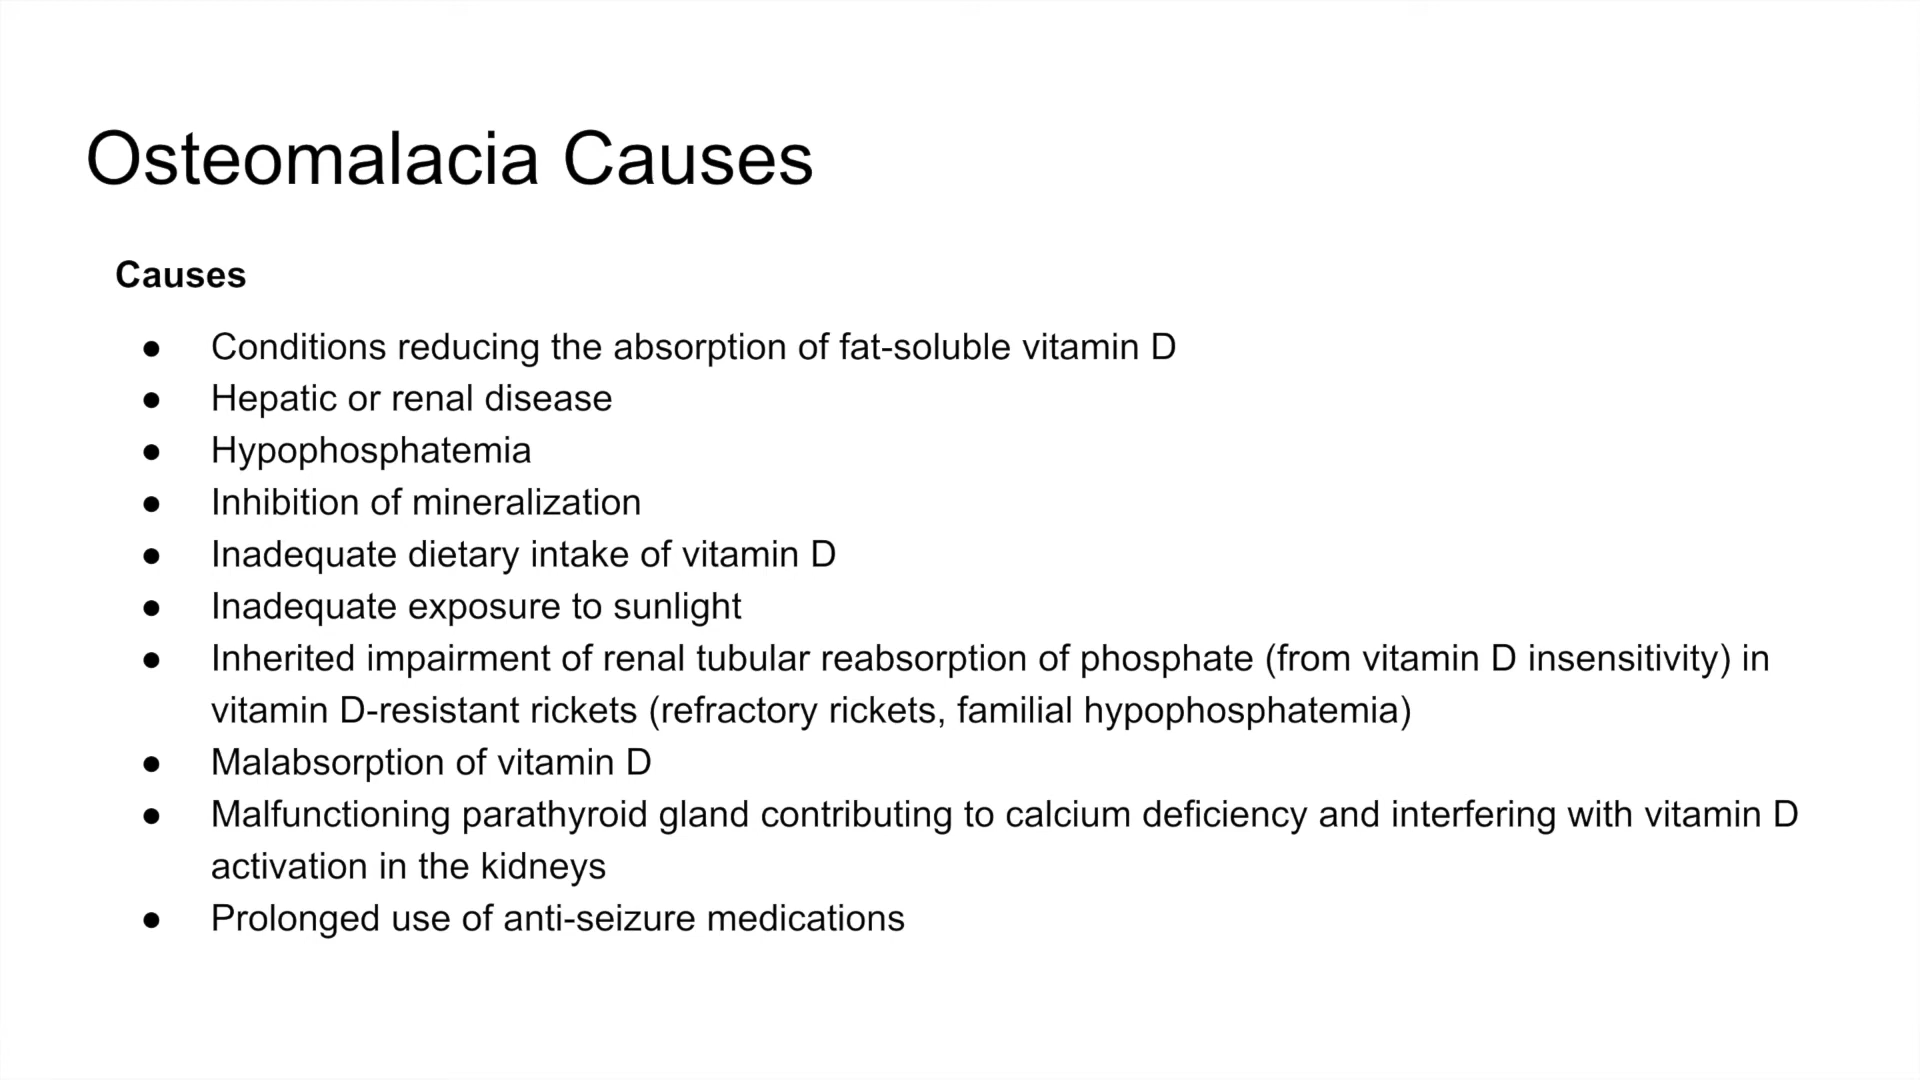 Osteomalacia Causes
Causes
● Conditions reducing the absorption of fat-soluble vitamin D
● Hepatic or renal disease
● Hypophosphatemia
● Inhibition of mineralization
● Inadequate dietary intake of vitamin D
● Inadequate exposure to sunlight
● Inherited impairment of renal tubular reabsorption of phosphate (from vitamin D insensitivity) in
vitamin D-resistant rickets (refractory rickets, familial hypophosphatemia)
● Malabsorption of vitamin D
● Malfunctioning parathyroid gland contributing to calcium deficiency and interfering with vitamin D
activation in the kidneys
● Prolonged use of anti-seizure medications